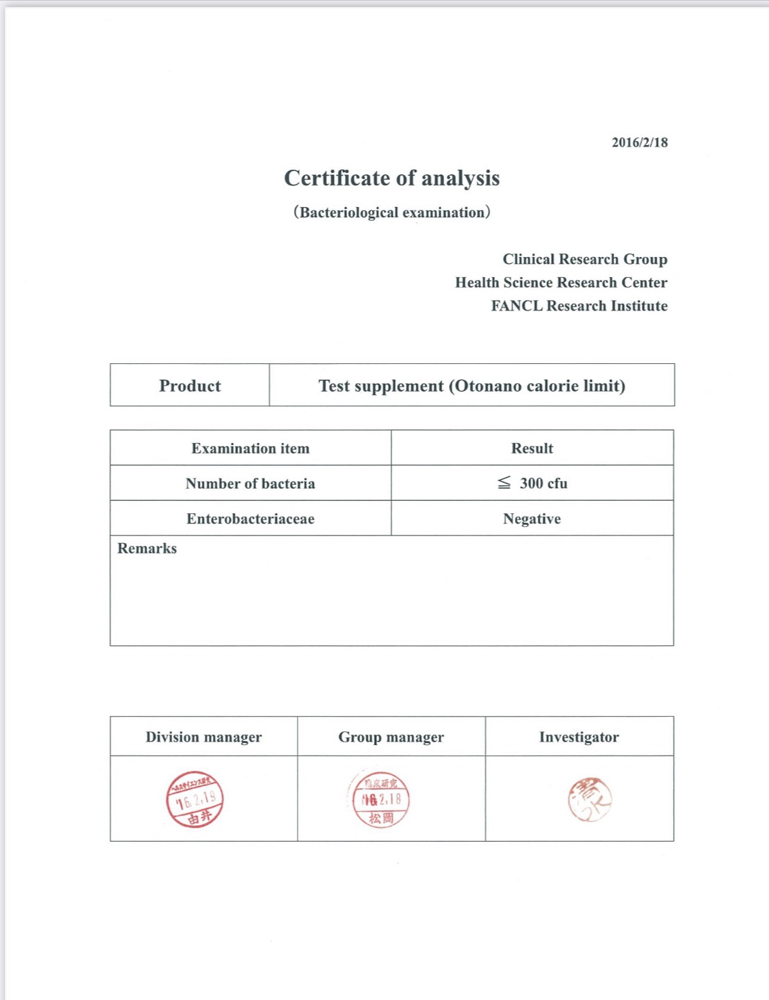 2016/2/18
Certificate of analysis
（Bacteriological examination）
Clinical Research Group
Health Science Research Center
FANCL Research Institute
Product Test supplement (Otonano calorie limit)
Examination item Result
Number of bacteria ≦ 300 cfu
Enterobacteriaceae Negative
Remarks
Division manager Group manager Investigator
ヘルスサイエンス研究
'16.2.19
由井
臨床研究
'16.2.18
松岡
清水